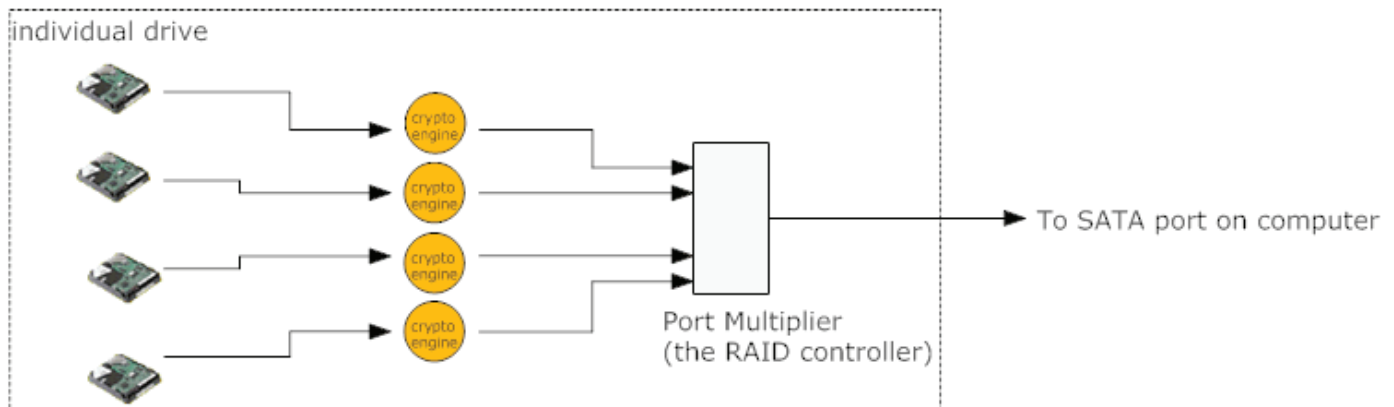 individual drive
crypto
engine
crypto
engine
crypto
engine
crypto
engine
To SATA port on computer
Port Multiplier
(the RAID controller)